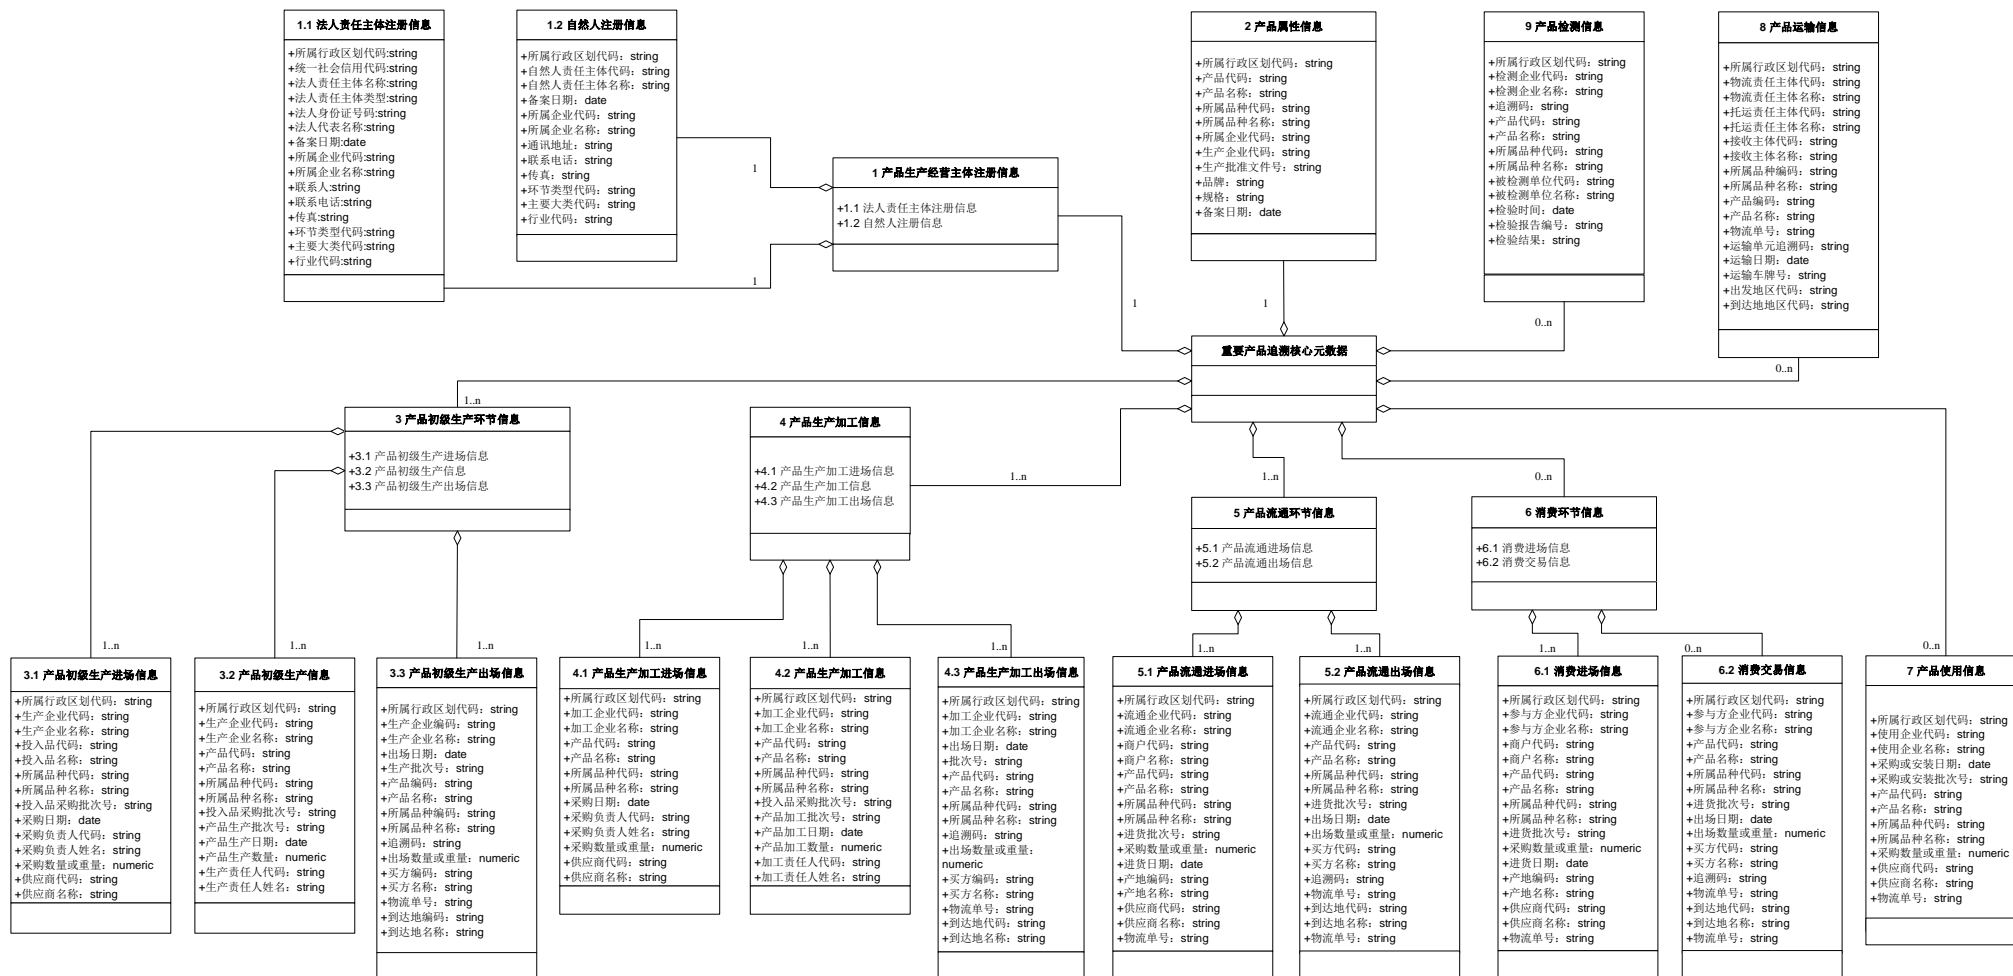 1.1 法人责任主体注册信息
+所属行政区划代码:string
+统一社会信用代码:string
+法人责任主体名称:string
+法人责任主体类型:string
+法人身份证号码:string
+法人代表名称:string
+备案日期:date
+所属企业代码:string
+所属企业名称:string
+联系人:string
+联系电话:string
+传真:string
+环节类型代码:string
+主要大类代码:string
+行业代码:string
1.2 自然人注册信息
+所属行政区划代码：string
+自然人责任主体代码：string
+自然人责任主体名称：string
+备案日期：date
+所属企业代码：string
+所属企业名称：string
+通讯地址：string
+联系电话：string
+传真：string
+环节类型代码：string
+主要大类代码：string
+行业代码：string
1
1
1 产品生产经营主体注册信息
+1.1 法人责任主体注册信息
+1.2 自然人注册信息
1
2 产品属性信息
+所属行政区划代码：string
+产品代码：string
+产品名称：string
+所属品种代码：string
+所属品种名称：string
+所属企业代码：string
+生产企业代码：string
+生产批准文件号：string
+品牌：string
+规格：string
+备案日期：date
1
9 产品检测信息
+所属行政区划代码：string
+检测企业代码：string
+检测企业名称：string
+追溯码：string
+产品代码：string
+产品名称：string
+所属品种代码：string
+所属品种名称：string
+被检测单位代码：string
+被检测单位名称：string
+检验时间：date
+检验报告编号：string
+检验结果：string
0..n
8 产品运输信息
+所属行政区划代码：string
+物流责任主体代码：string
+物流责任主体名称：string
+托运责任主体代码：string
+托运责任主体名称：string
+接收主体代码：string
+接收主体名称：string
+所属品种编码：string
+所属品种名称：string
+产品编码：string
+产品名称：string
+物流单号：string
+运输单元追溯码：string
+运输日期：date
+运输车牌号：string
+出发地区代码：string
+到达地地区代码：string
0..n
重要产品追溯核心元数据
1..n
3 产品初级生产环节信息
+3.1 产品初级生产进场信息
+3.2 产品初级生产信息
+3.3 产品初级生产出场信息
4 产品生产加工信息
+4.1 产品生产加工进场信息
+4.2 产品生产加工信息
+4.3 产品生产加工出场信息
1..n
1..n
5 产品流通环节信息
+5.1 产品流通进场信息
+5.2 产品流通出场信息
0..n
6 消费环节信息
+6.1 消费进场信息
+6.2 消费交易信息
1..n
3.1 产品初级生产进场信息
+所属行政区划代码：string
+生产企业代码：string
+生产企业名称：string
+投入品代码：string
+投入品名称：string
+所属品种代码：string
+所属品种名称：string
+投入品采购批次号：string
+采购日期：date
+采购负责人代码：string
+采购负责人姓名：string
+采购数量或重量：numeric
+供应商代码：string
+供应商名称：string
1..n
3.2 产品初级生产信息
+所属行政区划代码：string
+生产企业代码：string
+生产企业名称：string
+产品代码：string
+产品名称：string
+所属品种代码：string
+所属品种名称：string
+投入品采购批次号：string
+产品生产批次号：string
+产品生产日期：date
+产品生产数量：numeric
+生产责任人代码：string
+生产责任人姓名：string
1..n
3.3 产品初级生产出场信息
+所属行政区划代码：string
+生产企业编码：string
+生产企业名称：string
+出场日期：date
+生产批次号：string
+产品编码：string
+产品名称：string
+所属品种编码：string
+所属品种名称：string
+追溯码：string
+出场数量或重量：numeric
+买方编码：string
+买方名称：string
+物流单号：string
+到达地编码：string
+到达地名称：string
1..n
4.1 产品生产加工进场信息
+所属行政区划代码：string
+加工企业代码：string
+加工企业名称：string
+产品代码：string
+产品名称：string
+所属品种代码：string
+所属品种名称：string
+采购日期：date
+采购负责人代码：string
+采购负责人姓名：string
+采购数量或重量：numeric
+供应商代码：string
+供应商名称：string
1..n
4.2 产品生产加工信息
+所属行政区划代码：string
+加工企业代码：string
+加工企业名称：string
+产品代码：string
+产品名称：string
+所属品种代码：string
+所属品种名称：string
+投入品采购批次号：string
+产品加工批次号：string
+产品加工日期：date
+产品加工数量：numeric
+加工责任人代码：string
+加工责任人姓名：string
1..n
4.3 产品生产加工出场信息
+所属行政区划代码：string
+加工企业代码：string
+加工企业名称：string
+出场日期：date
+批次号：string
+产品代码：string
+产品名称：string
+所属品种代码：string
+所属品种名称：string
+追溯码：string
+出场数量或重量：
numeric
+买方编码：string
+买方名称：string
+物流单号：string
+到达地代码：string
+到达地名称：string
1..n
5.1 产品流通进场信息
+所属行政区划代码：string
+流通企业代码：string
+流通企业名称：string
+商户代码：string
+商户名称：string
+产品代码：string
+产品名称：string
+所属品种代码：string
+所属品种名称：string
+进货批次号：string
+采购数量或重量：numeric
+进货日期：date
+产地编码：string
+产地名称：string
+供应商代码：string
+供应商名称：string
+物流单号：string
1..n
5.2 产品流通出场信息
+所属行政区划代码：string
+流通企业代码：string
+流通企业名称：string
+产品代码：string
+产品名称：string
+所属品种代码：string
+所属品种名称：string
+进货批次号：string
+出场日期：date
+出场数量或重量：numeric
+买方代码：string
+买方名称：string
+追溯码：string
+物流单号：string
+到达地代码：string
+到达地名称：string
+物流单号：string
1..n
6.1 消费进场信息
+所属行政区划代码：string
+参与方企业代码：string
+参与方企业名称：string
+商户代码：string
+商户名称：string
+产品代码：string
+产品名称：string
+所属品种代码：string
+所属品种名称：string
+进货批次号：string
+采购数量或重量：numeric
+进货日期：date
+产地编码：string
+产地名称：string
+供应商代码：string
+供应商名称：string
+物流单号：string
0..n
6.2 消费交易信息
+所属行政区划代码：string
+参与方企业代码：string
+参与方企业名称：string
+产品代码：string
+产品名称：string
+所属品种代码：string
+所属品种名称：string
+进货批次号：string
+出场日期：date
+出场数量或重量：numeric
+买方代码：string
+买方名称：string
+追溯码：string
+物流单号：string
+到达地代码：string
+到达地名称：string
+物流单号：string
0..n
7 产品使用信息
+所属行政区划代码：string
+使用企业代码：string
+使用企业名称：string
+采购或安装日期：date
+采购或安装批次号：string
+产品代码：string
+产品名称：string
+所属品种代码：string
+所属品种名称：string
+采购数量或重量：numeric
+供应商代码：string
+供应商名称：string
+物流单号：string